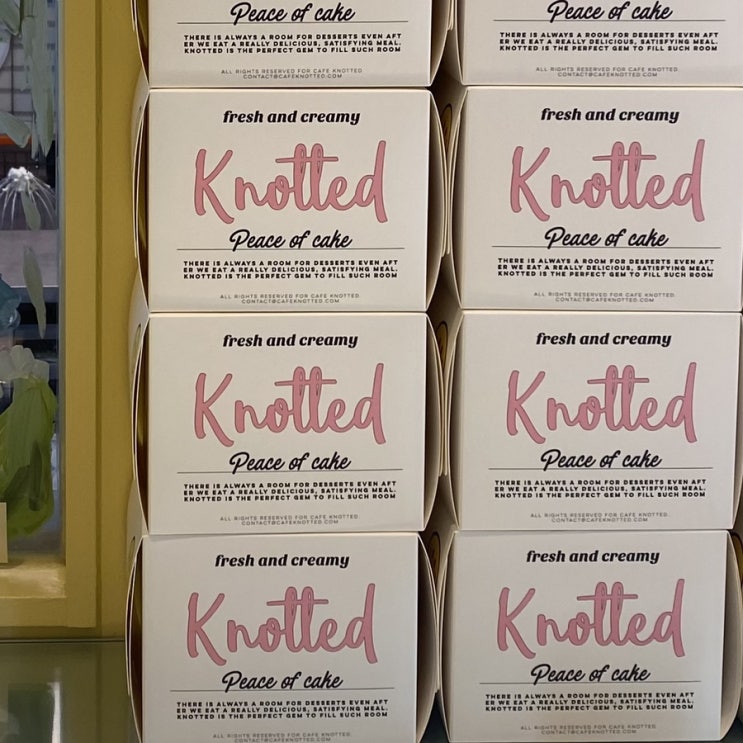 Peace of cake
THERE IS ALWAYS A ROOM FOR DESSERTS EVEN AFT
ER WE EAT A REALLY DELICIOUS, SATISFYING MEAL.
KNOTTED IS THE PERFECT GEM TO FILL SUCH ROOM
ALL RIGHTS RESERVED FOR CAFE KNOTTED.
CONTACT@CAFEKNOTTED.COM
Peace of cake
THERE IS ALWAYS A ROOM FOR DESSERTS EVEN AFT
ER WE EAT A REALLY DELICIOUS, SATISFYING MEAL.
KNOTTED IS THE PERFECT GEM TO FILL SUCH ROOM
ALL RIGHTS RESERVED FOR CAFE KNOTTED.
CONTACT@CAFEKNOTTED.COM
fresh and creamy
Knotted
Peace of cake
THERE IS ALWAYS A ROOM FOR DESSERTS EVEN AFT
ER WE EAT A REALLY DELICIOUS, SATISFYING MEAL.
KNOTTED IS THE PERFECT GEM TO FILL SUCH ROOM
ALL RIGHTS RESERVED FOR CAFE KNOTTED.
CONTACT@CAFEKNOTTED.COM
fresh and creamy
Knotted
Peace of cake
THERE IS ALWAYS A ROOM FOR DESSERTS EVEN AFT
ER WE EAT A REALLY DELICIOUS, SATISFYING MEAL.
KNOTTED IS THE PERFECT GEM TO FILL SUCH ROOM
ALL RIGHTS RESERVED FOR CAFE KNOTTED.
CONTACT@CAFEKNOTTED.COM
fresh and creamy
Knotted
Peace of cake
THERE IS ALWAYS A ROOM FOR DESSERTS EVEN AFT
ER WE EAT A REALLY DELICIOUS, SATISFYING MEAL.
KNOTTED IS THE PERFECT GEM TO FILL SUCH ROOM
ALL RIGHTS RESERVED FOR CAFE KNOTTED.
CONTACT@CAFEKNOTTED.COM
fresh and creamy
Knotted
Peace of cake
THERE IS ALWAYS A ROOM FOR DESSERTS EVEN AFT
ER WE EAT A REALLY DELICIOUS, SATISFYING MEAL.
KNOTTED IS THE PERFECT GEM TO FILL SUCH ROOM
ALL RIGHTS RESERVED FOR CAFE KNOTTED.
CONTACT@CAFEKNOTTED.COM
fresh and creamy
Knotted
Peace of cake
THERE IS ALWAYS A ROOM FOR DESSERTS EVEN AFT
ER WE EAT A REALLY DELICIOUS, SATISFYING MEAL.
KNOTTED IS THE PERFECT GEM TO FILL SUCH ROOM
ALL RIGHTS RESERVED FOR CAFE KNOTTED.
CONTACT@CAFEKNOTTED.COM
fresh and creamy
Knotted
Peace of cake
THERE IS ALWAYS A ROOM FOR DESSERTS EVEN AFT
ER WE EAT A REALLY DELICIOUS, SATISFYING MEAL.
KNOTTED IS THE PERFECT GEM TO FILL SUCH ROOM
ALL RIGHTS RESERVED FOR CAFE KNOTTED.
CONTACT@CAFEKNOTTED.COM